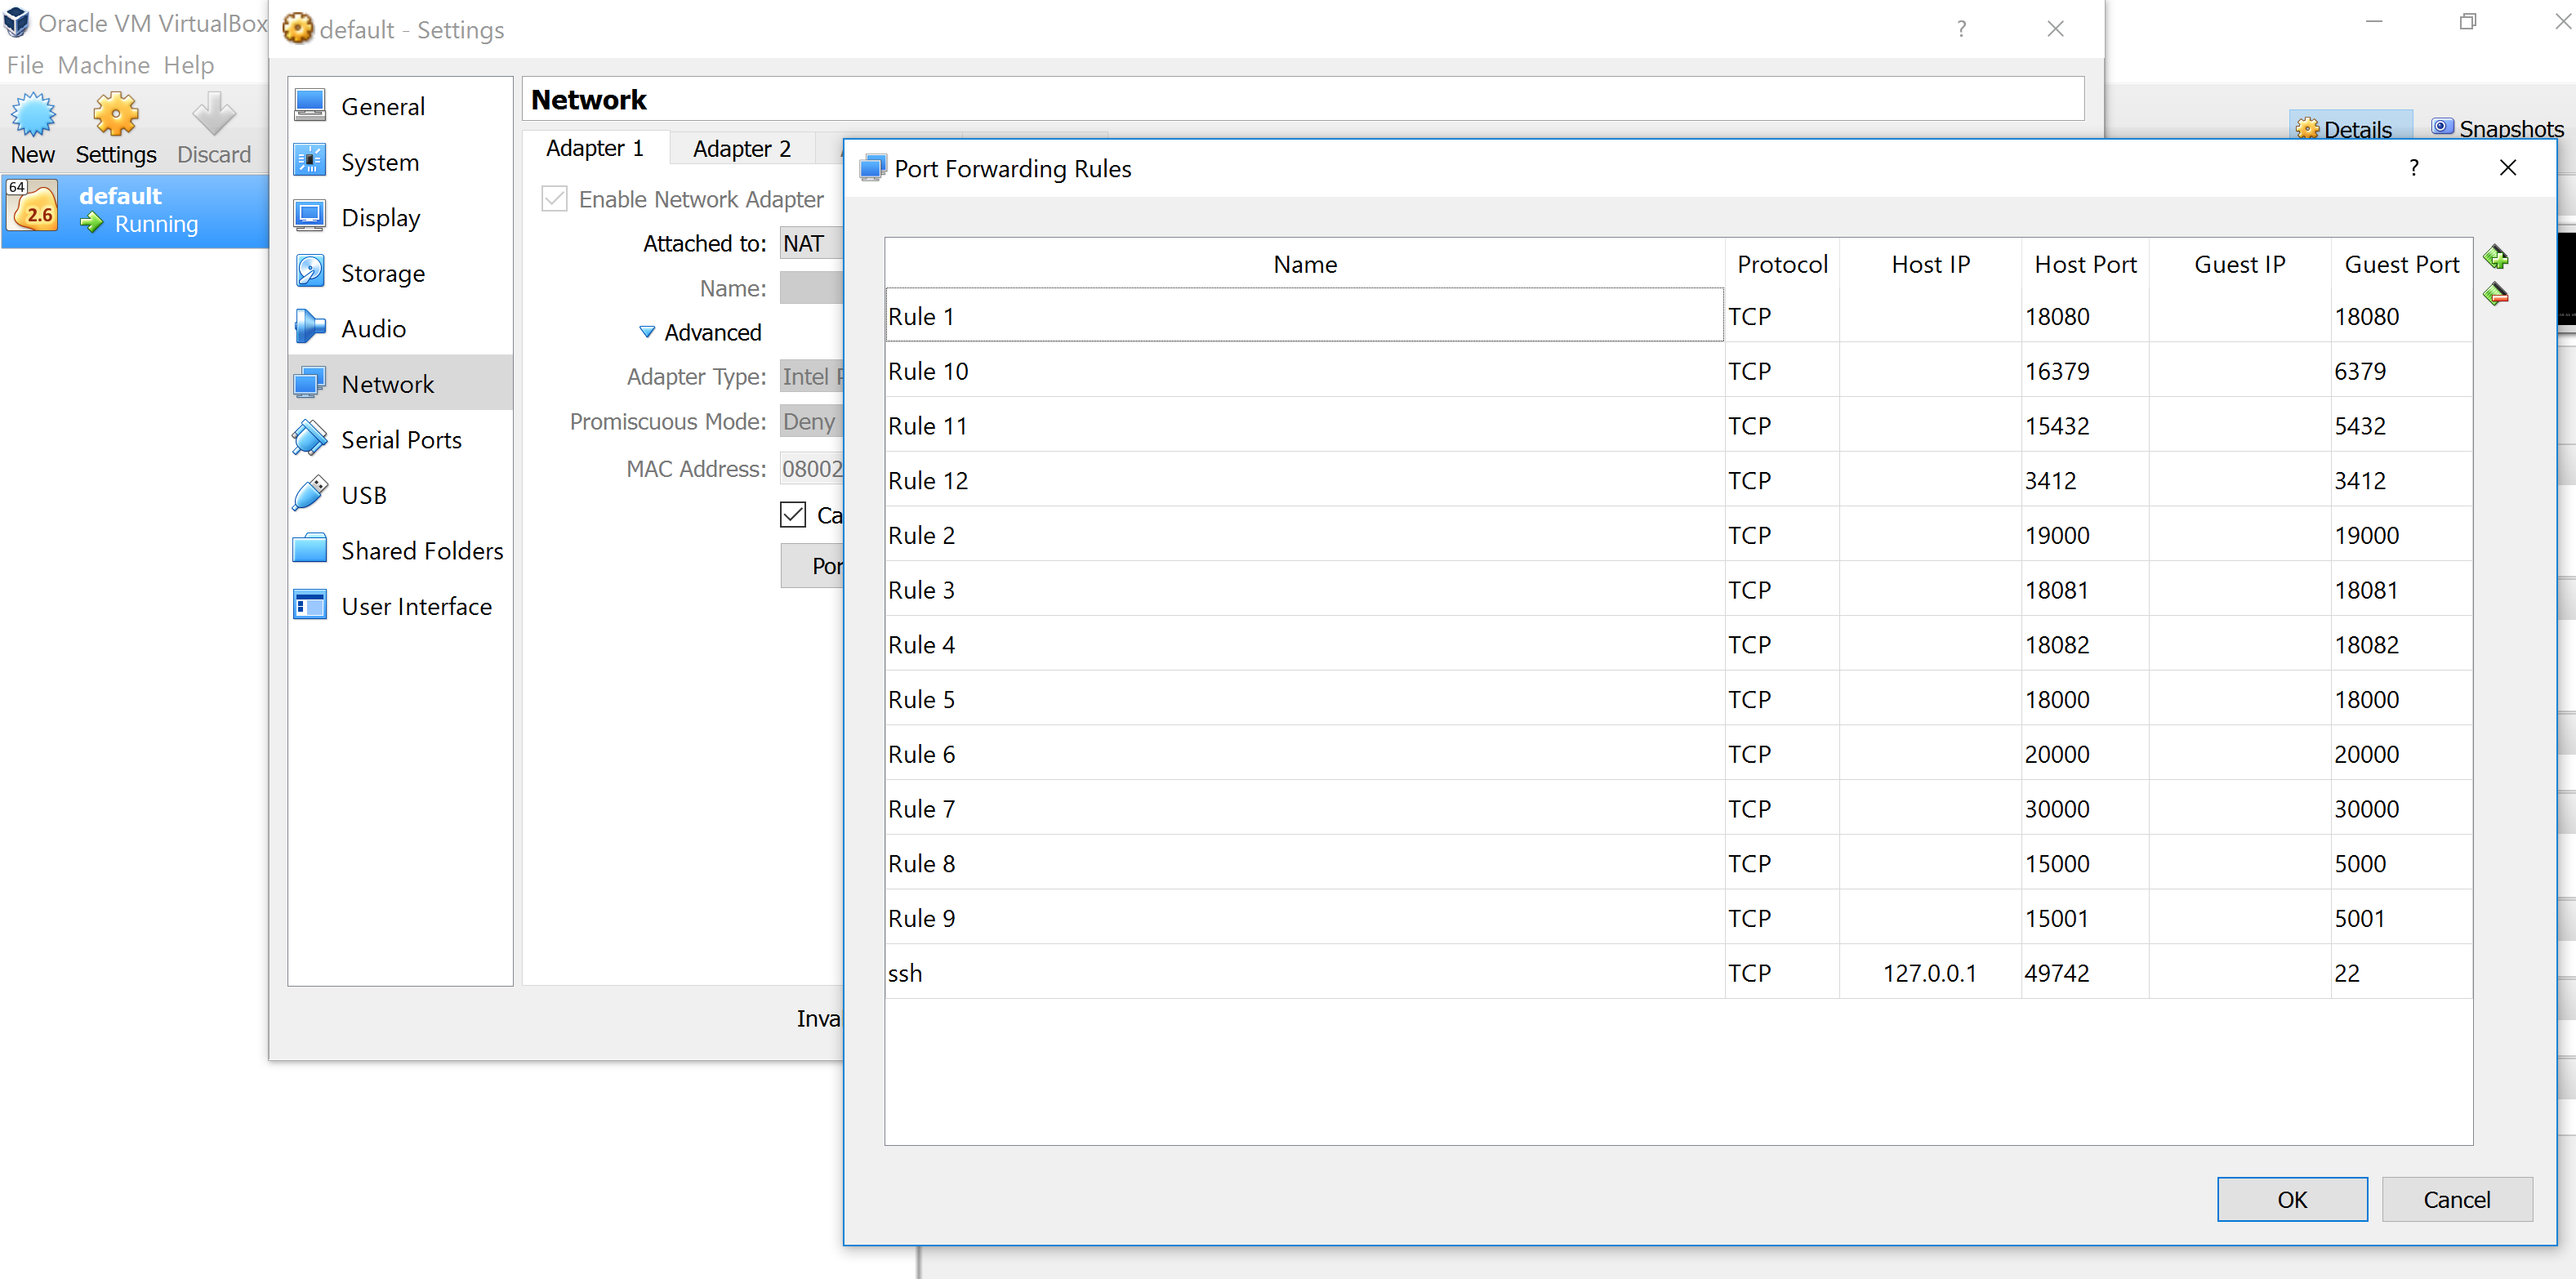 Oracle VM VirtualBox
File Machine Help
New Settings Discard
64 2.6 default
Running
default - Settings ?
General
System
Display
Storage
Audio
Network
Serial Ports
USB
Shared Folders
User Interface
Network
Adapter 1 Adapter 2
Enable Network Adapter
Attached to: NAT
Name:
Advanced
Adapter Type: Intel
Promiscuous Mode: Deny
MAC Address: 08002
Ca
Por
Inval
Details Snapshots
Port Forwarding Rules ?
Name Protocol Host IP Host Port Guest IP Guest Port
Rule 1 TCP 18080 18080
Rule 10 TCP 16379 6379
Rule 11 TCP 15432 5432
Rule 12 TCP 3412 3412
Rule 2 TCP 19000 19000
Rule 3 TCP 18081 18081
Rule 4 TCP 18082 18082
Rule 5 TCP 18000 18000
Rule 6 TCP 20000 20000
Rule 7 TCP 30000 30000
Rule 8 TCP 15000 5000
Rule 9 TCP 15001 5001
ssh TCP 127.0.0.1 49742 22
OK Cancel